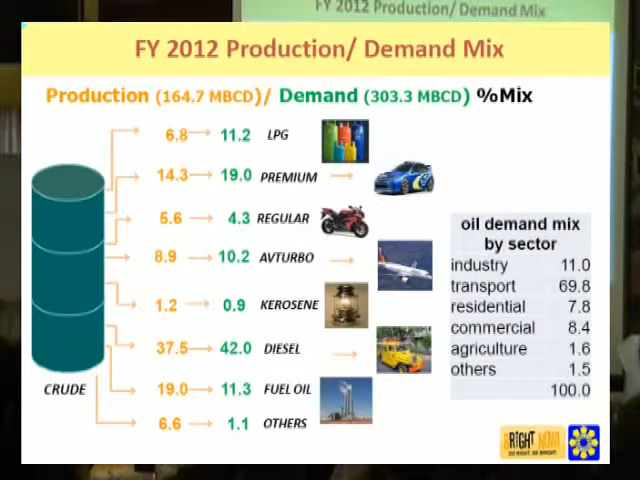 FY 2012 Production/ Demand Mix
FY 2012 Production/ Demand Mix
Production (164.7 MBCD)/ Demand (303.3 MBCD) %Mix
6.8 11.2 LPG
14.3 19.0 PREMIUM
5.6 4.3 REGULAR
8.9 10.2 AVTURBO
1.2 0.9 KEROSENE
37.5 42.0 DIESEL
CRUDE 19.0 11.3 FUEL OIL
6.6 1.1 OTHERS
oil demand mix
by sector
industry 11.0
transport 69.8
residential 7.8
commercial 8.4
agriculture 1.6
others 1.5
100.0
BRIGHT NOW!
DO RIGHT. BE BRIGHT.